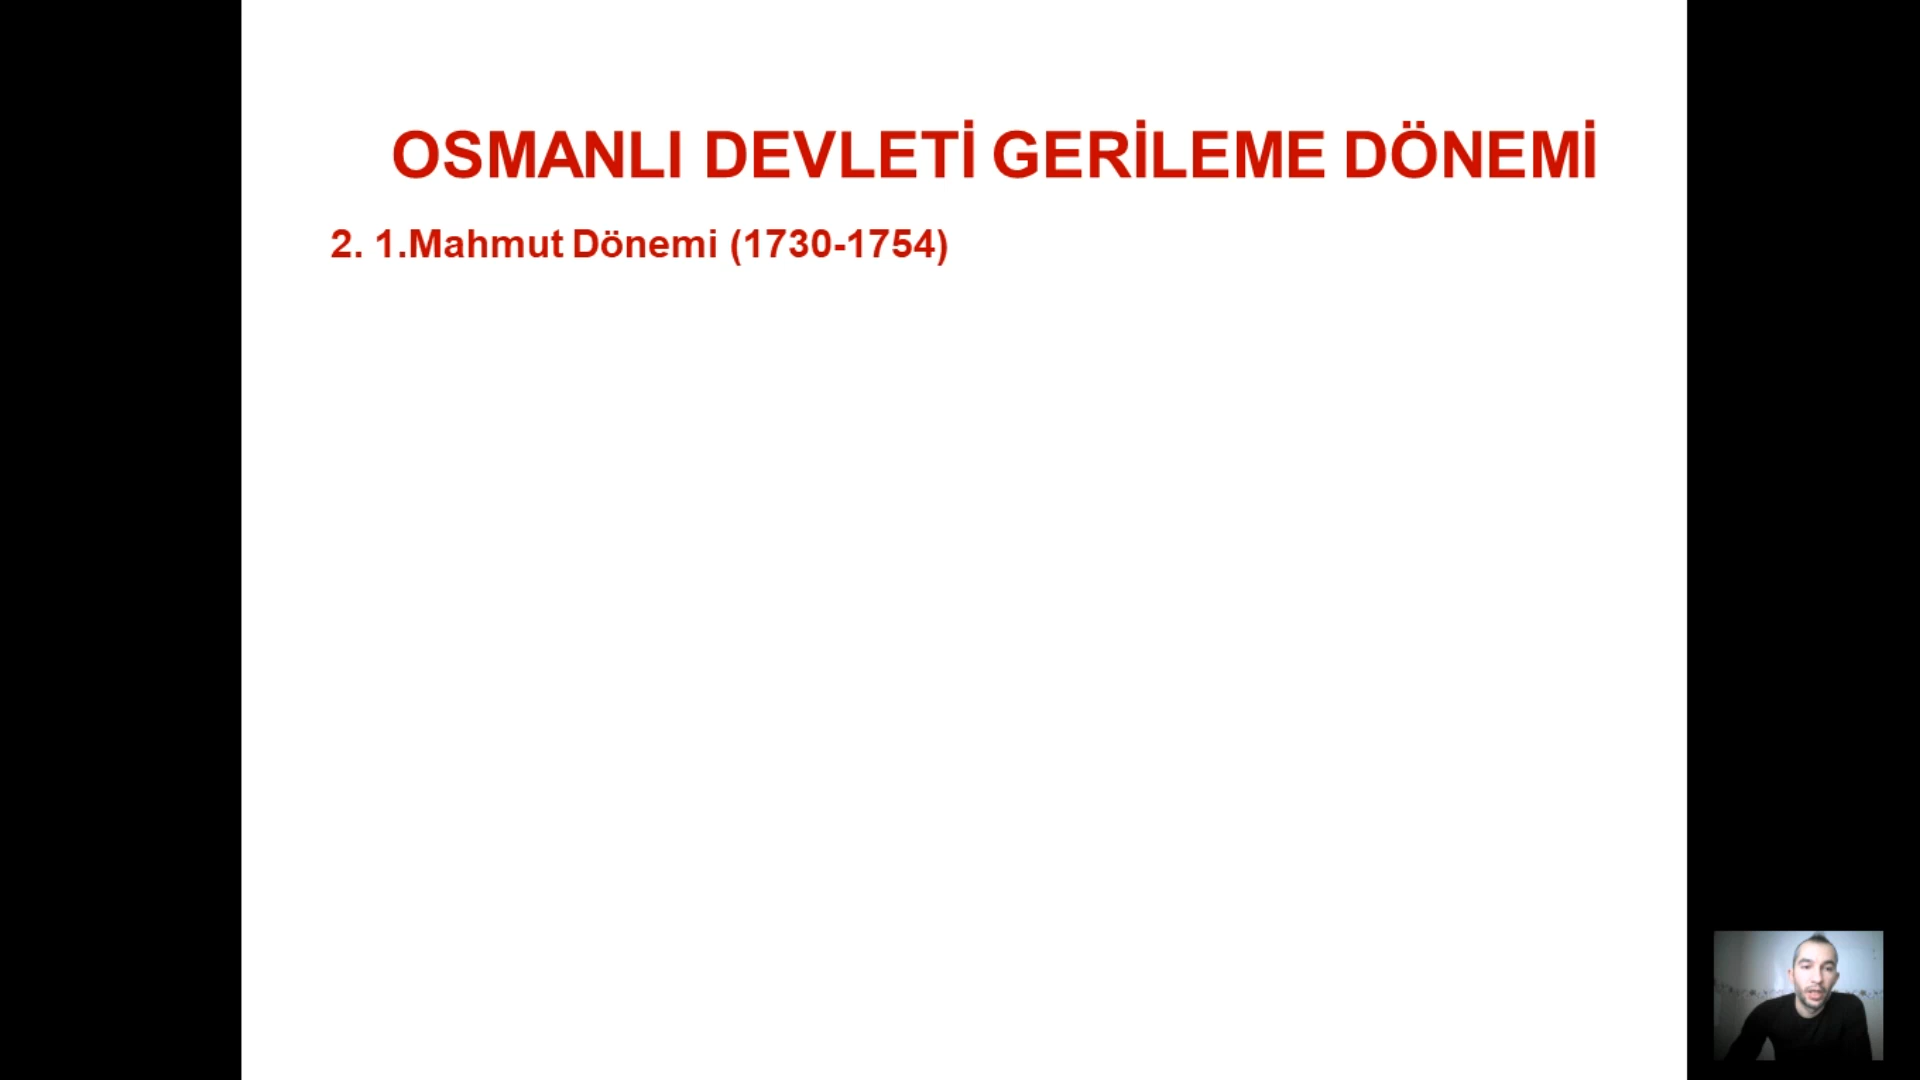 OSMANLI DEVLETİ GERİLEME DÖNEMİ
2. 1.Mahmut Dönemi (1730-1754)